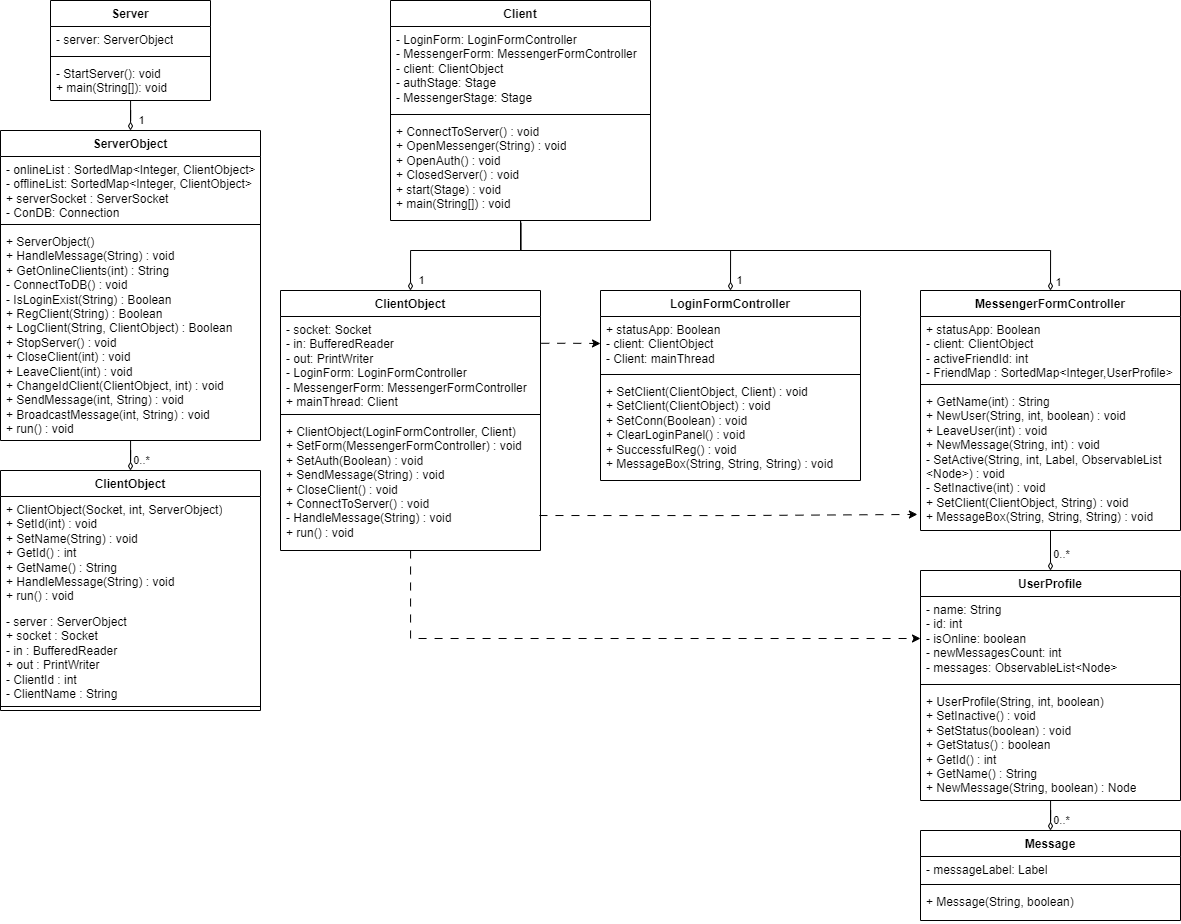 Server
- server: ServerObject
- StartServer(): void
+ main(String[]): void
1
ServerObject
- onlineList : SortedMap<Integer, ClientObject>
- offlineList: SortedMap<Integer, ClientObject>
+ serverSocket : ServerSocket
- ConDB: Connection
+ ServerObject()
+ HandleMessage(String) : void
+ GetOnlineClients(int) : String
- ConnectToDB() : void
- IsLoginExist(String) : Boolean
+ RegClient(String) : Boolean
+ LogClient(String, ClientObject) : Boolean
+ StopServer() : void
+ CloseClient(int) : void
+ LeaveClient(int) : void
+ ChangeIdClient(ClientObject, int) : void
+ SendMessage(int, String) : void
+ BroadcastMessage(int, String) : void
+ run() : void
0..*
ClientObject
+ ClientObject(Socket, int, ServerObject)
+ SetId(int) : void
+ SetName(String) : void
+ GetId() : int
+ GetName() : String
+ HandleMessage(String) : void
+ run() : void
- server : ServerObject
+ socket : Socket
- in : BufferedReader
+ out : PrintWriter
- ClientId : int
- ClientName : String
Client
- LoginForm: LoginFormController
- MessengerForm: MessengerFormController
- client: ClientObject
- authStage: Stage
- MessengerStage: Stage
+ ConnectToServer() : void
+ OpenMessenger(String) : void
+ OpenAuth() : void
+ ClosedServer() : void
+ start(Stage) : void
+ main(String[]) : void
1
ClientObject
- socket: Socket
- in: BufferedReader
- out: PrintWriter
- LoginForm: LoginFormController
- MessengerForm: MessengerFormController
+ mainThread: Client
+ ClientObject(LoginFormController, Client)
+ SetForm(MessengerFormController) : void
+ SetAuth(Boolean) : void
+ SendMessage(String) : void
+ CloseClient() : void
+ ConnectToServer() : void
- HandleMessage(String) : void
+ run() : void
1
LoginFormController
+ statusApp: Boolean
- client: ClientObject
- Client: mainThread
+ SetClient(ClientObject, Client) : void
+ SetClient(ClientObject) : void
+ SetConn(Boolean) : void
+ ClearLoginPanel() : void
+ SuccessfulReg() : void
+ MessageBox(String, String, String) : void
1
MessengerFormController
+ statusApp: Boolean
- client: ClientObject
- activeFriendId: int
- FriendMap : SortedMap<Integer,UserProfile>
+ GetName(int) : String
+ NewUser(String, int, boolean) : void
+ LeaveUser(int) : void
+ NewMessage(String, int) : void
- SetActive(String, int, Label, ObservableList
<Node>) : void
- SetInactive(int) : void
+ SetClient(ClientObject, String) : void
+ MessageBox(String, String, String) : void
0..*
UserProfile
- name: String
- id: int
- isOnline: boolean
- newMessagesCount: int
- messages: ObservableList<Node>
+ UserProfile(String, int, boolean)
+ SetInactive() : void
+ SetStatus(boolean) : void
+ GetStatus() : boolean
+ GetId() : int
+ GetName() : String
+ NewMessage(String, boolean) : Node
0..*
Message
- messageLabel: Label
+ Message(String, boolean)